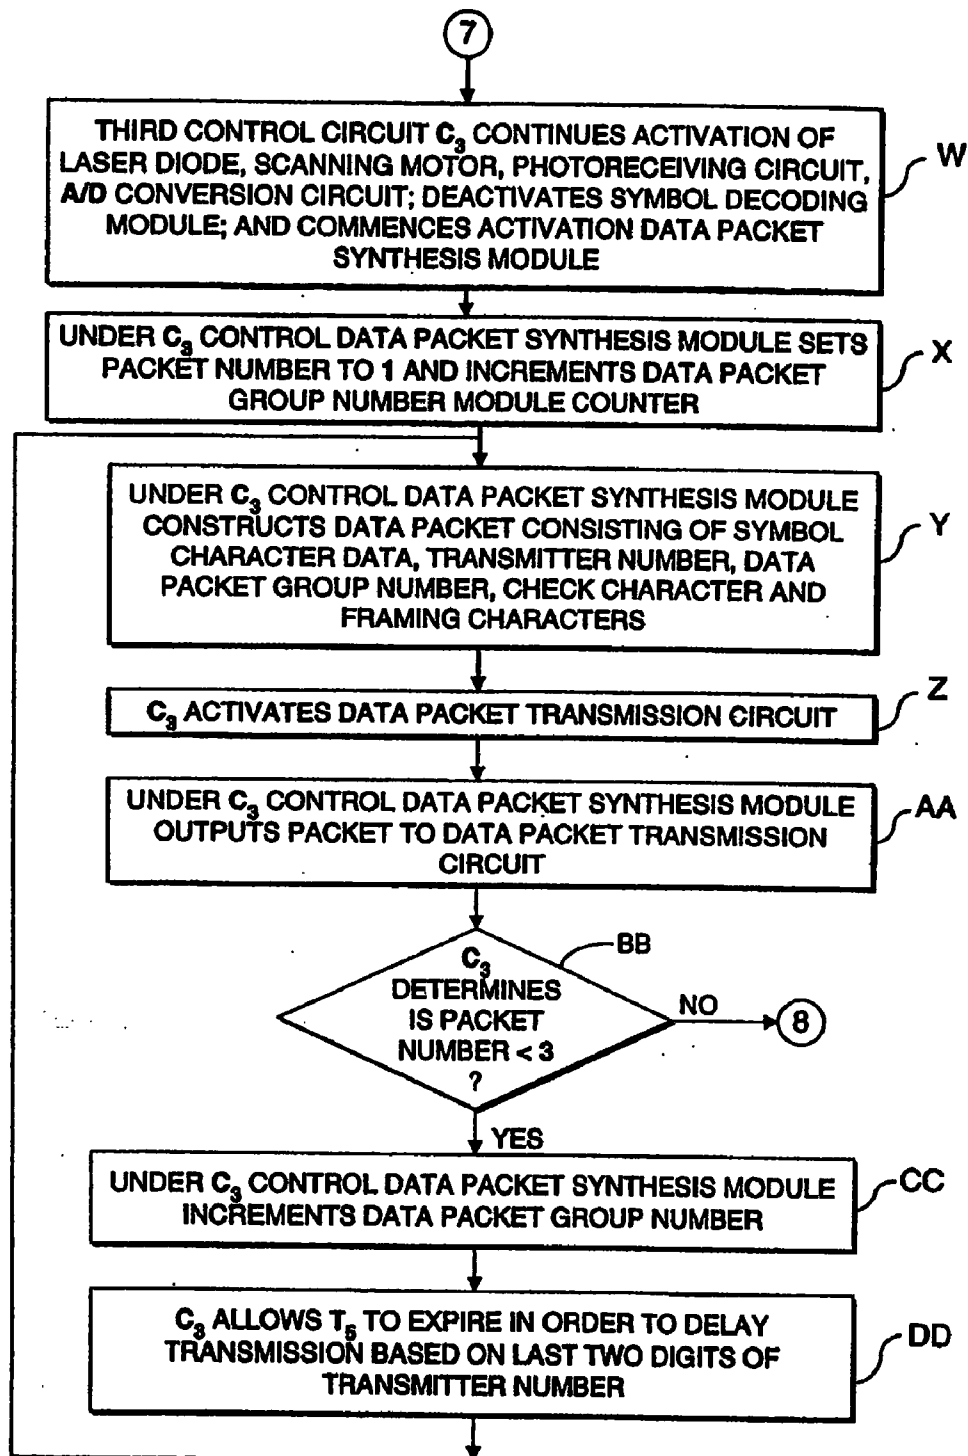 7
THIRD CONTROL CIRCUIT C3 CONTINUES ACTIVATION OF
LASER DIODE, SCANNING MOTOR, PHOTORECEIVING CIRCUIT,
A/D CONVERSION CIRCUIT; DEACTIVATES SYMBOL DECODING
MODULE; AND COMMENCES ACTIVATION DATA PACKET
SYNTHESIS MODULE
W
UNDER C3 CONTROL DATA PACKET SYNTHESIS MODULE SETS
PACKET NUMBER TO 1 AND INCREMENTS DATA PACKET
GROUP NUMBER MODULE COUNTER
X
UNDER C3 CONTROL DATA PACKET SYNTHESIS MODULE
CONSTRUCTS DATA PACKET CONSISTING OF SYMBOL
CHARACTER DATA, TRANSMITTER NUMBER, DATA
PACKET GROUP NUMBER, CHECK CHARACTER AND
FRAMING CHARACTERS
Y
C3 ACTIVATES DATA PACKET TRANSMISSION CIRCUIT
Z
UNDER C3 CONTROL DATA PACKET SYNTHESIS MODULE
OUTPUTS PACKET TO DATA PACKET TRANSMISSION
CIRCUIT
AA
C3
DETERMINES
IS PACKET
NUMBER < 3
?
BB
NO
8
YES
UNDER C3 CONTROL DATA PACKET SYNTHESIS MODULE
INCREMENTS DATA PACKET GROUP NUMBER
CC
C3 ALLOWS T5 TO EXPIRE IN ORDER TO DELAY
TRANSMISSION BASED ON LAST TWO DIGITS OF
TRANSMITTER NUMBER
DD